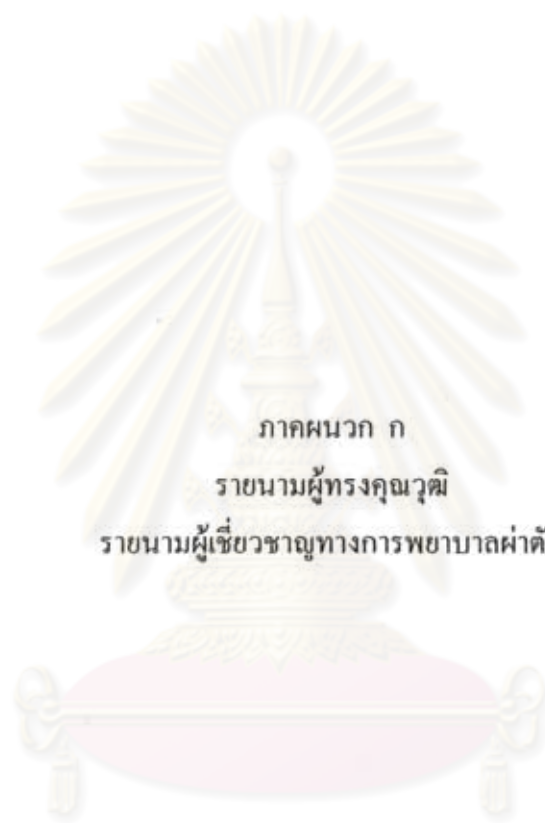 ภาคผนวก ก
รายนามผู้ทรงคุณวุฒิ
รายนามผู้เชี่ยวชาญทางการพยาบาลผ่าตั